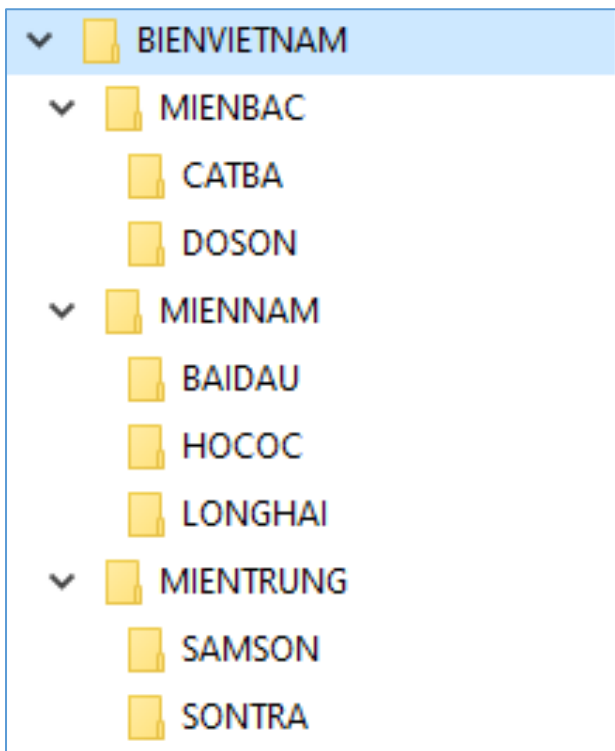 BIENVIETNAM
MIENBAC
CATBA
DOSON
MIENNAM
BAIDAU
HOCOC
LONGHAI
MIENTRUNG
SAMSON
SONTRA